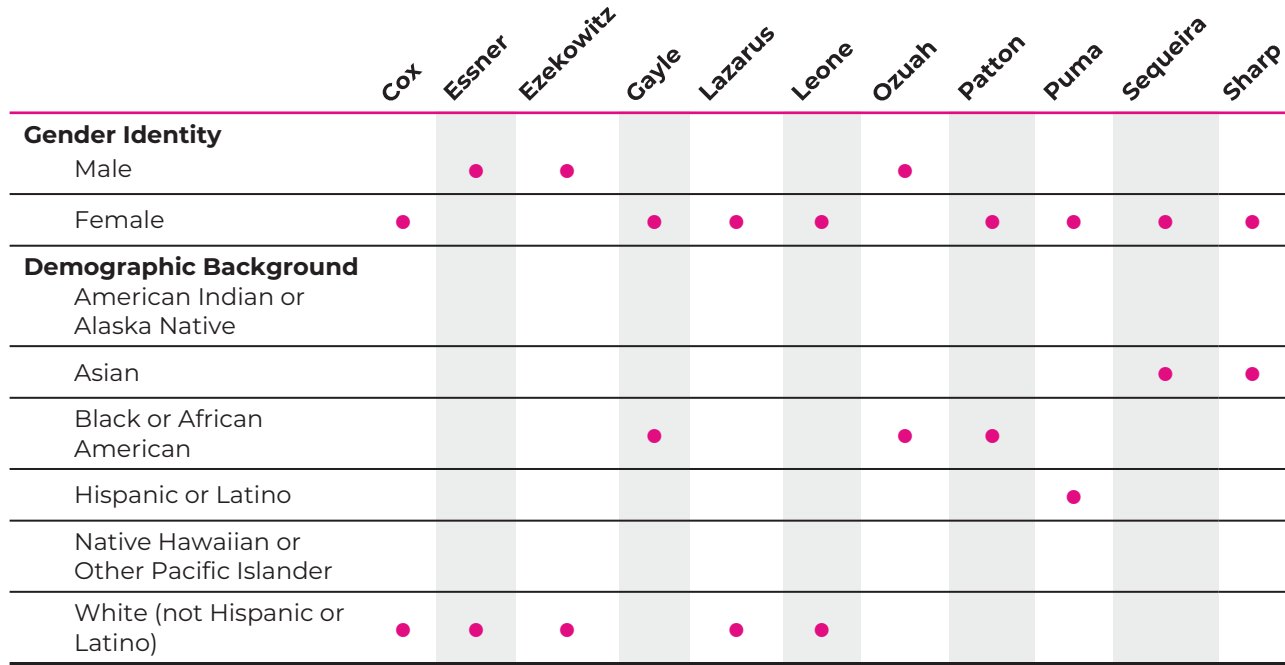 Cox Essner Ezekowitz Gayle Lazarus Leone Ozuah Patton Puma Sequeira Sharp
Gender Identity
Male
Female
Demographic Background
American Indian or
Alaska Native
Asian
Black or African
American
Hispanic or Latino
Native Hawaiian or
Other Pacific Islander
White (not Hispanic or
Latino)